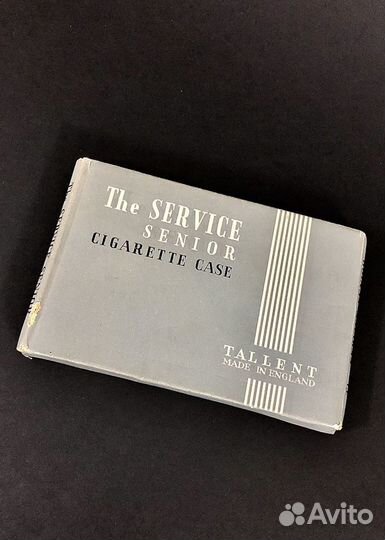 The SERVICE
SENIOR
CIGARETTE CASE
TALLENT
MADE IN ENGLAND
Avito